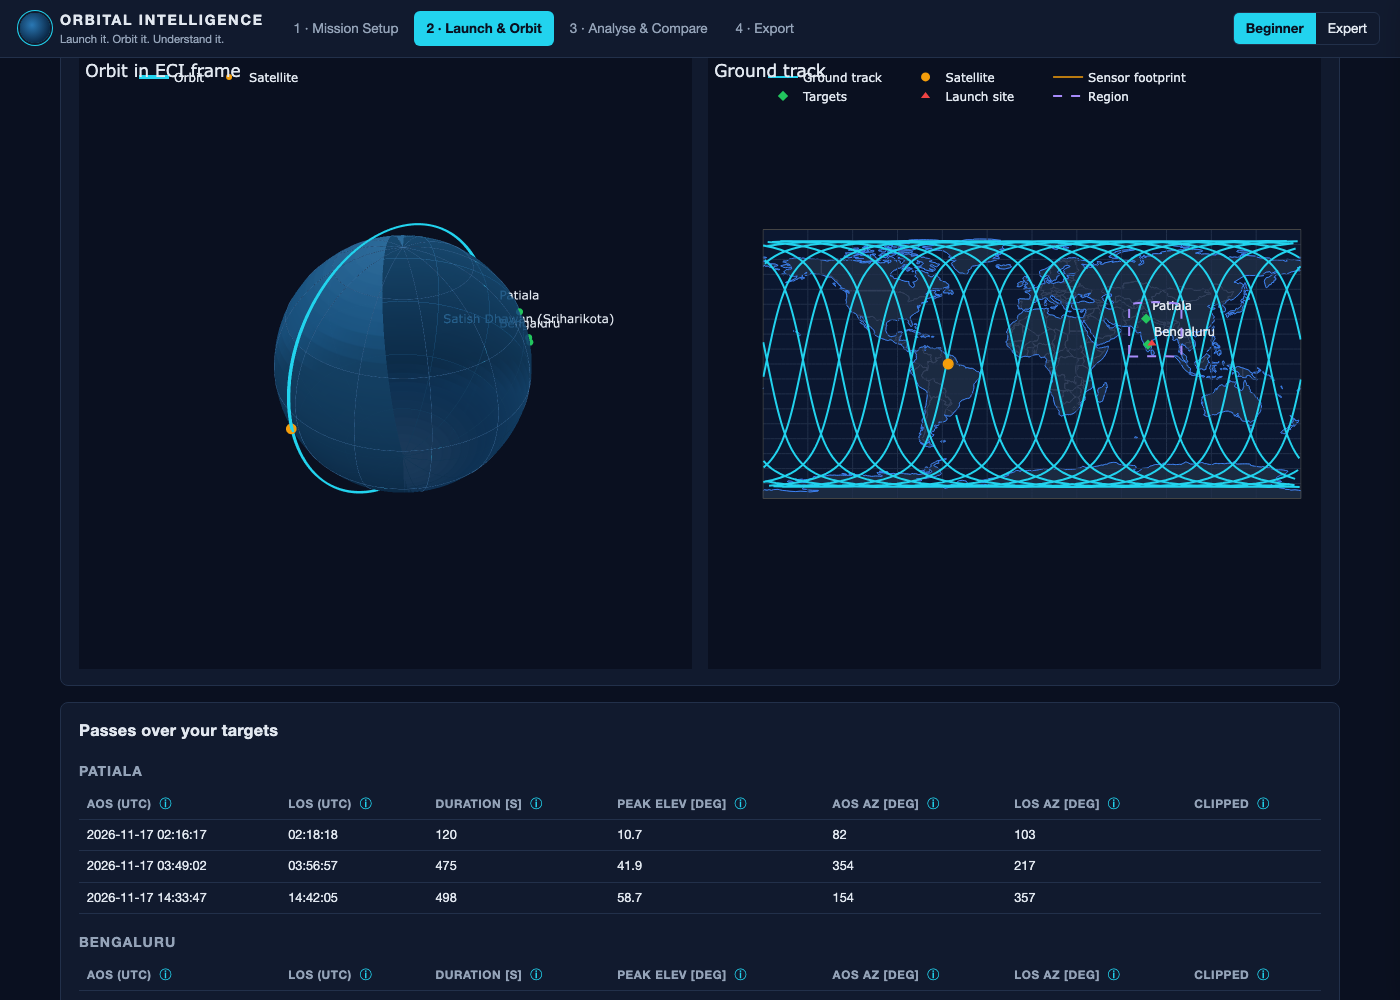 ORBITAL INTELLIGENCE
Launch it. Orbit it. Understand it.
1 · Mission Setup
2 · Launch & Orbit
3 · Analyse & Compare
4 · Export
Beginner
Expert
Orbit in ECI frame
Orbit
Satellite
Patiala
Satish Dhawan (Sriharikota)
Bengaluru
Ground track
Ground track
Satellite
Sensor footprint
Targets
Launch site
Region
Patiala
Bengaluru
Passes over your targets
PATIALA
AOS (UTC) ⓘ LOS (UTC) ⓘ DURATION [S] ⓘ PEAK ELEV [DEG] ⓘ AOS AZ [DEG] ⓘ LOS AZ [DEG] ⓘ CLIPPED ⓘ
2026-11-17 02:16:17 02:18:18 120 10.7 82 103
2026-11-17 03:49:02 03:56:57 475 41.9 354 217
2026-11-17 14:33:47 14:42:05 498 58.7 154 357
BENGALURU
AOS (UTC) ⓘ LOS (UTC) ⓘ DURATION [S] ⓘ PEAK ELEV [DEG] ⓘ AOS AZ [DEG] ⓘ LOS AZ [DEG] ⓘ CLIPPED ⓘ